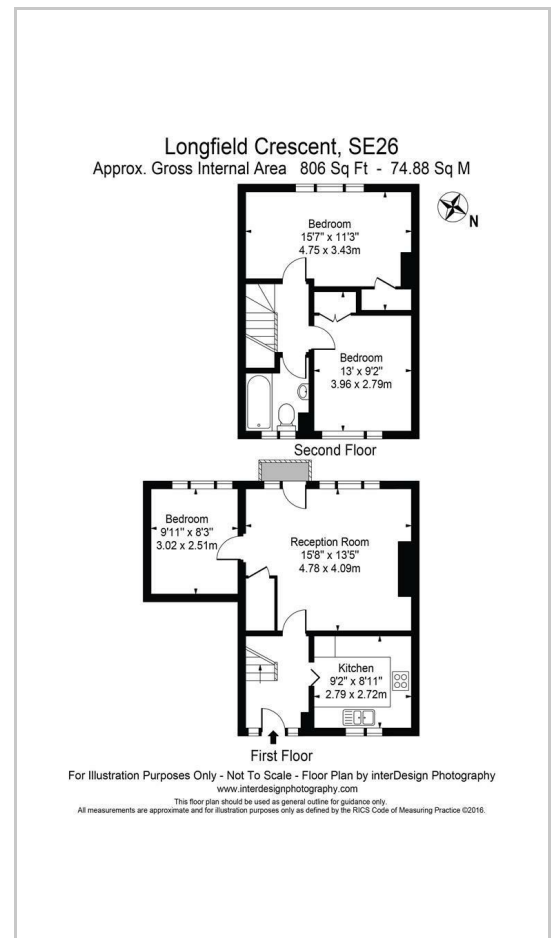 Longfield Crescent, SE26
Approx. Gross Internal Area 806 Sq Ft - 74.88 Sq M
N
Bedroom
15'7" x 11'3"
4.75 x 3.43m
Bedroom
13' x 9'2"
3.96 x 2.79m
Second Floor
Bedroom
9'11" x 8'3"
3.02 x 2.51m
Reception Room
15'8" x 13'5"
4.78 x 4.09m
Kitchen
9'2" x 8'11"
2.79 x 2.72m
First Floor
For Illustration Purposes Only - Not To Scale - Floor Plan by interDesign Photography
www.interdesignphotography.com
This floor plan should be used as general outline for guidance only.
All measurements are approximate and for illustration purposes only as defined by the RICS Code of Measuring Practice ©2016.